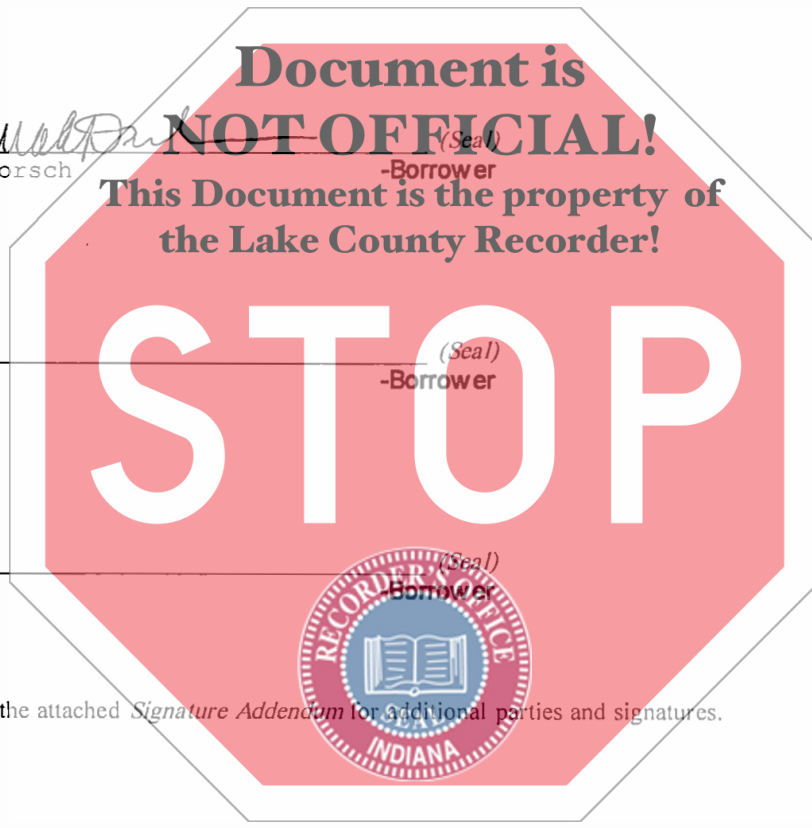 Document is
NOT OFFICIAL!
(Seal)
orsch
-Borrower
This Document is the property of
the Lake County Recorder!
STOP
(Seal)
-Borrower
(Seal)
-Borrower
RECORDER'S OFFICE
SEAL
INDIANA
the attached Signature Addendum for additional parties and signatures.